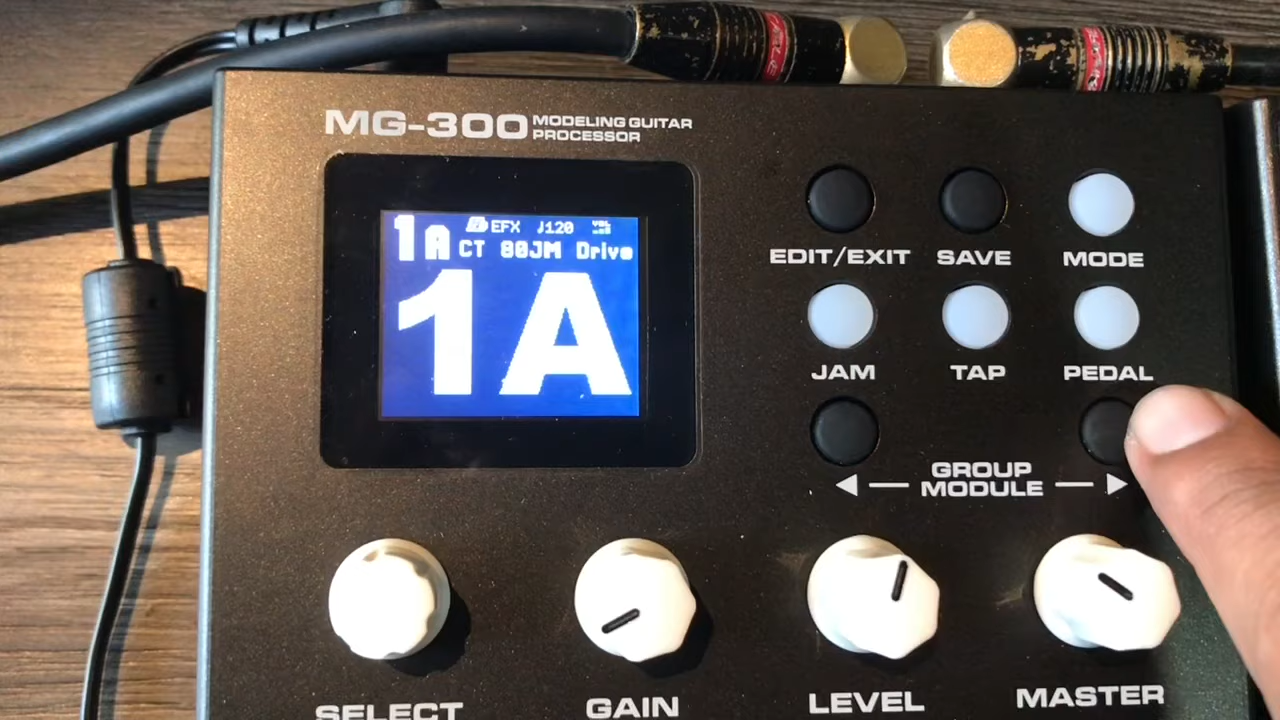 MG-300 MODELING GUITAR
PROCESSOR
EFX J120
1A CT 80JM Drive
1A
EDIT/EXIT SAVE MODE
JAM TAP PEDAL
GROUP
MODULE
SELECT GAIN LEVEL MASTER